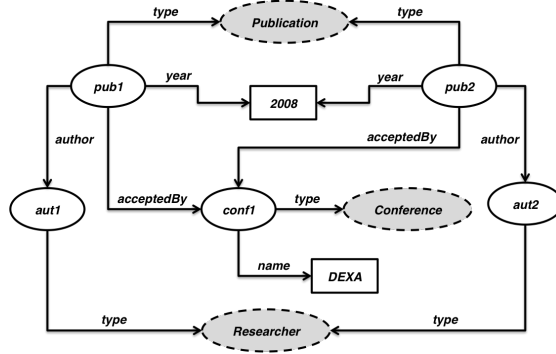 type
Publication
type
pub1
year
2008
year
pub2
author
acceptedBy
author
aut1
acceptedBy
conf1
type
Conference
aut2
name
DEXA
type
Researcher
type